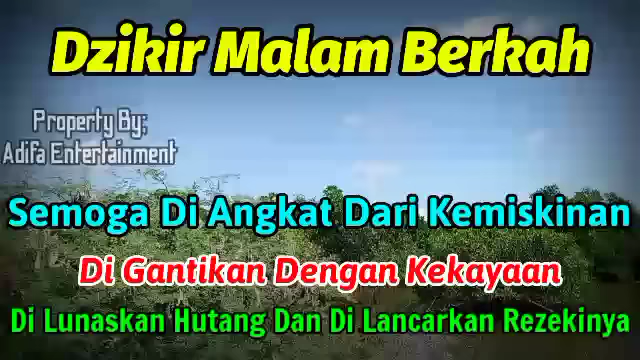 Dzikir Malam Berkah
Property By;
Adifa Entertainment
Semoga Di Angkat Dari Kemiskinan
Di Gantikan Dengan Kekayaan
Di Lunaskan Hutang Dan Di Lancarkan Rezekinya